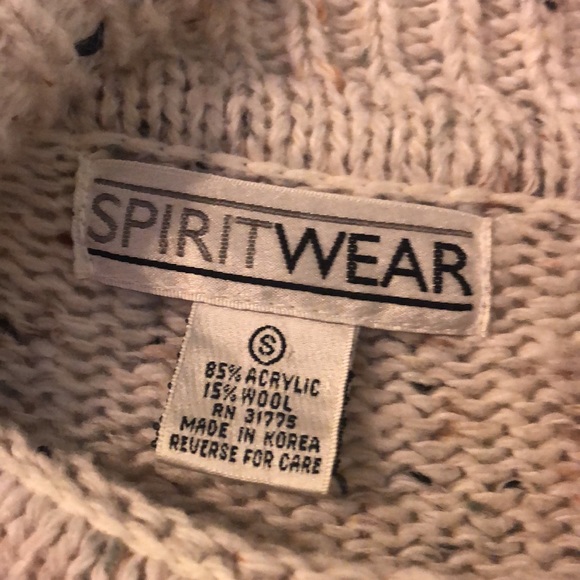 SPIRITWEAR
S
85% ACRYLIC
15% WOOL
RN 31775
MADE IN KOREA
REVERSE FOR CARE